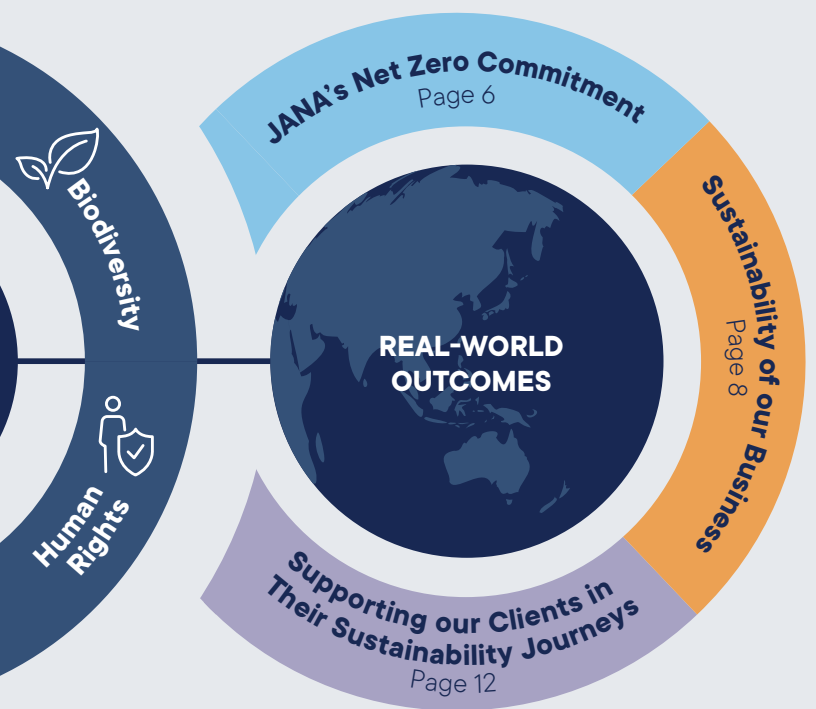 Biodiversity
Human
Rights
JANA's Net Zero Commitment
Page 6
REAL-WORLD
OUTCOMES
Sustainability of our Business
Page 8
Supporting our Clients in
Their Sustainability Journeys
Page 12